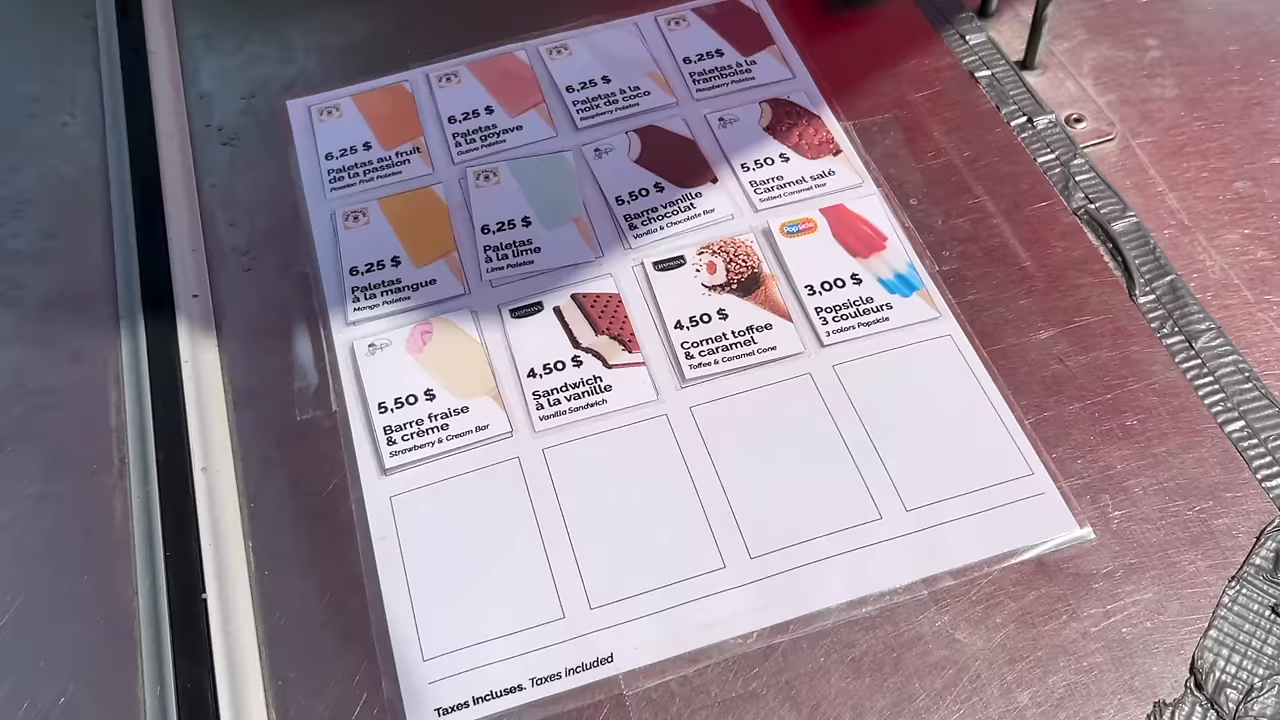 6,25 $
Paletas au fruit
de la passion
Passion Fruit Paletas
6,25 $
Paletas
à la goyave
Guava Paletas
6,25 $
Paletas à la
noix de coco
Raspberry Paletas
6,25 $
Paletas à la
framboise
Raspberry Paletas
6,25 $
Paletas
à la mangue
Mango Paletas
6,25 $
Paletas
à la lime
Lime Paletas
5,50 $
Barre vanille
& chocolat
Vanilla & Chocolate Bar
5,50 $
Barre
Caramel salé
Salted Caramel Bar
5,50 $
Barre fraise
& crème
Strawberry & Cream Bar
CHAPMAN'S
4,50 $
Sandwich
à la vanille
Vanilla Sandwich
CHAPMAN'S
4,50 $
Cornet toffee
& caramel
Toffee & Caramel Cone
Popsicle
3,00 $
Popsicle
3 couleurs
3 colors Popsicle
Taxes incluses. Taxes included